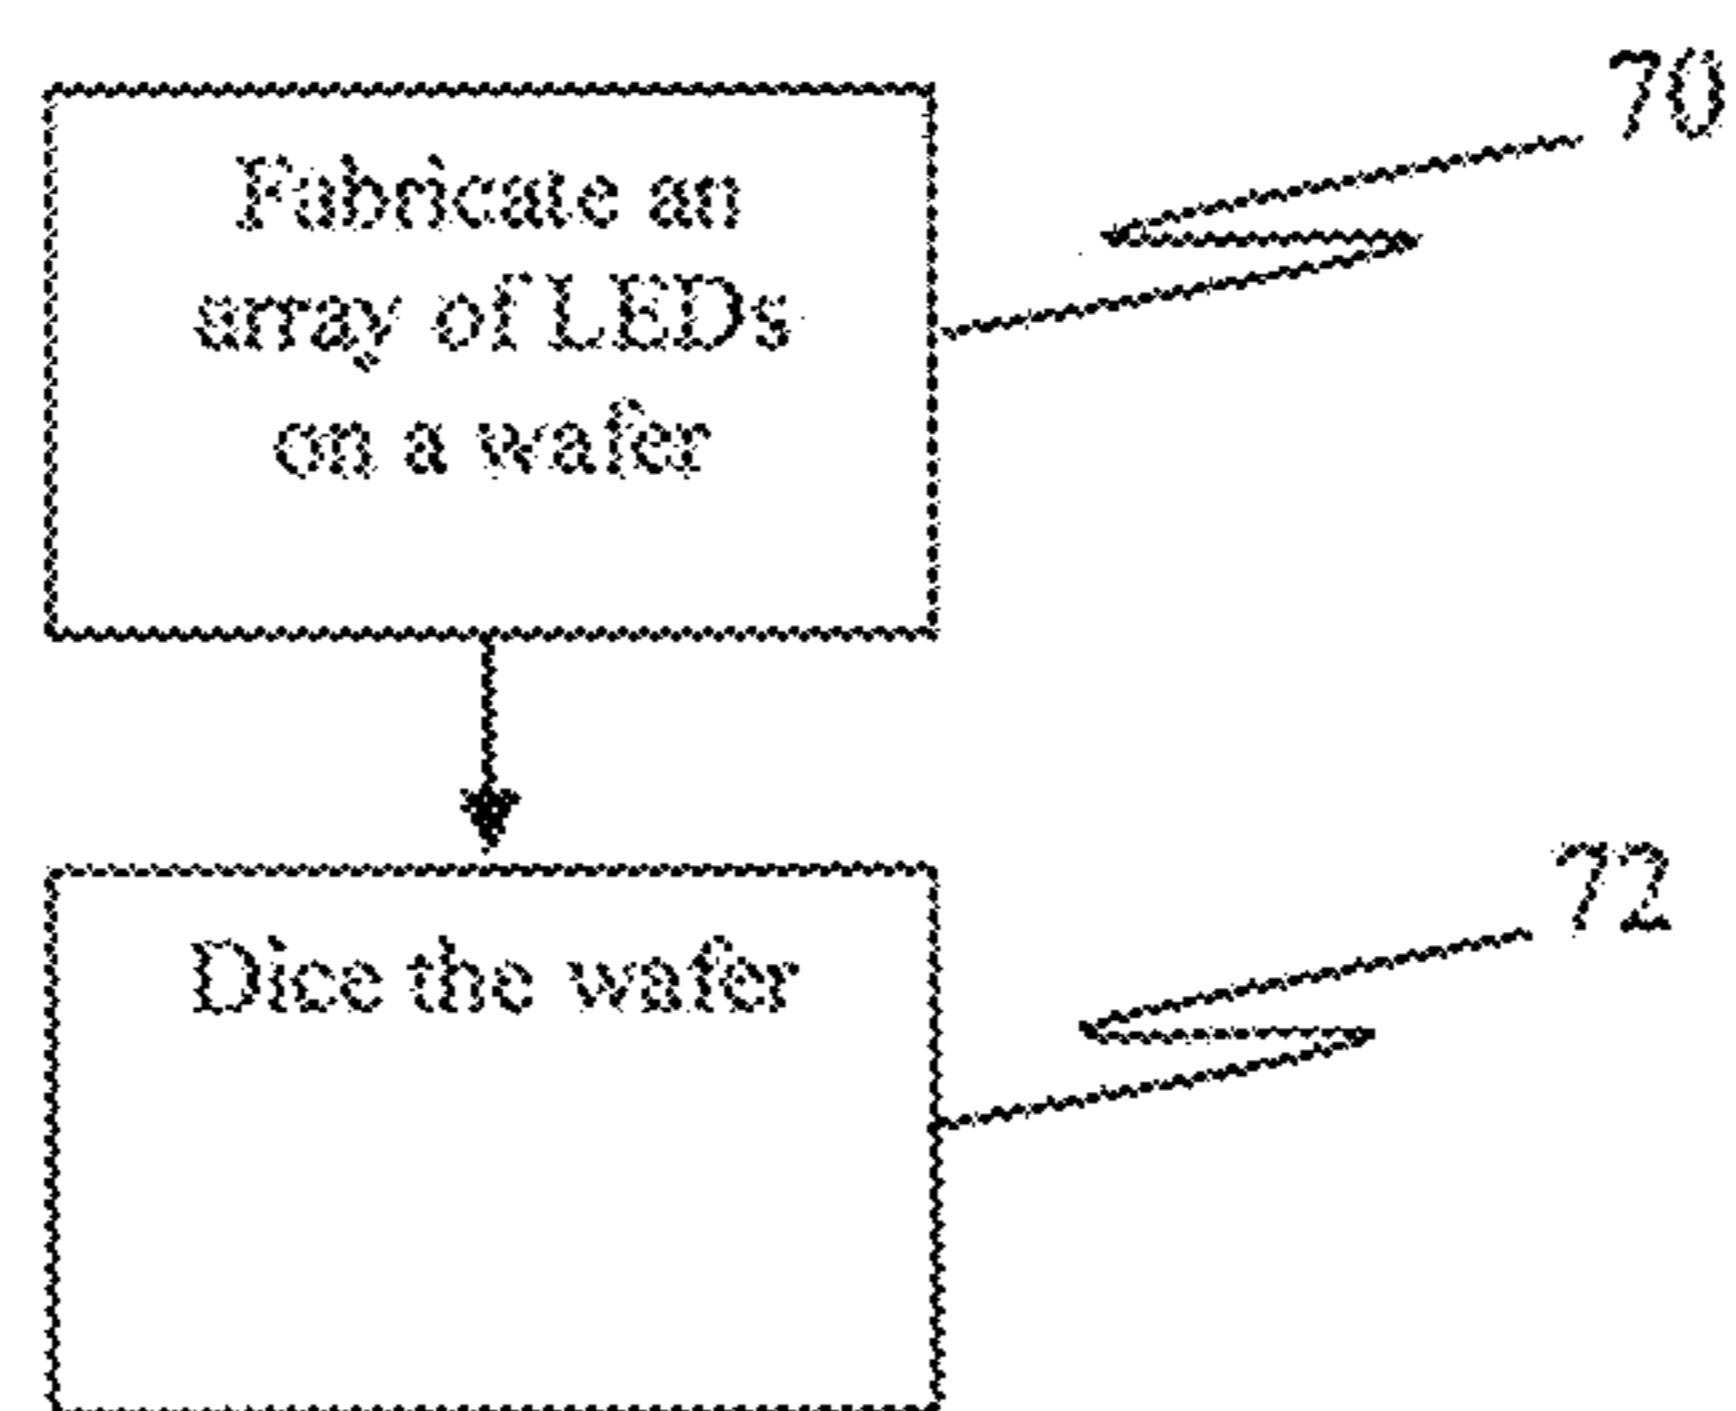 70
Fabricate an
array of LEDs
on a wafer
72
Dice the wafer